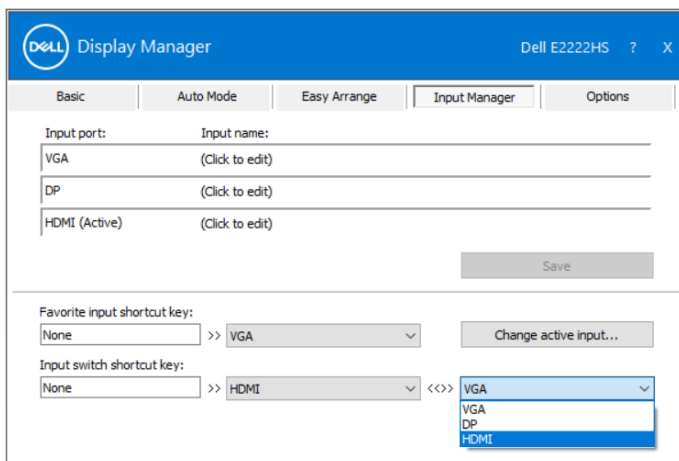 DELL Display Manager Dell E2222HS ? X
Basic Auto Mode Easy Arrange Input Manager Options
Input port: Input name:
VGA (Click to edit)
DP (Click to edit)
HDMI (Active) (Click to edit)
Save
Favorite input shortcut key:
None >> VGA Change active input...
Input switch shortcut key:
None >> HDMI <<>> VGA
VGA
DP
HDMI